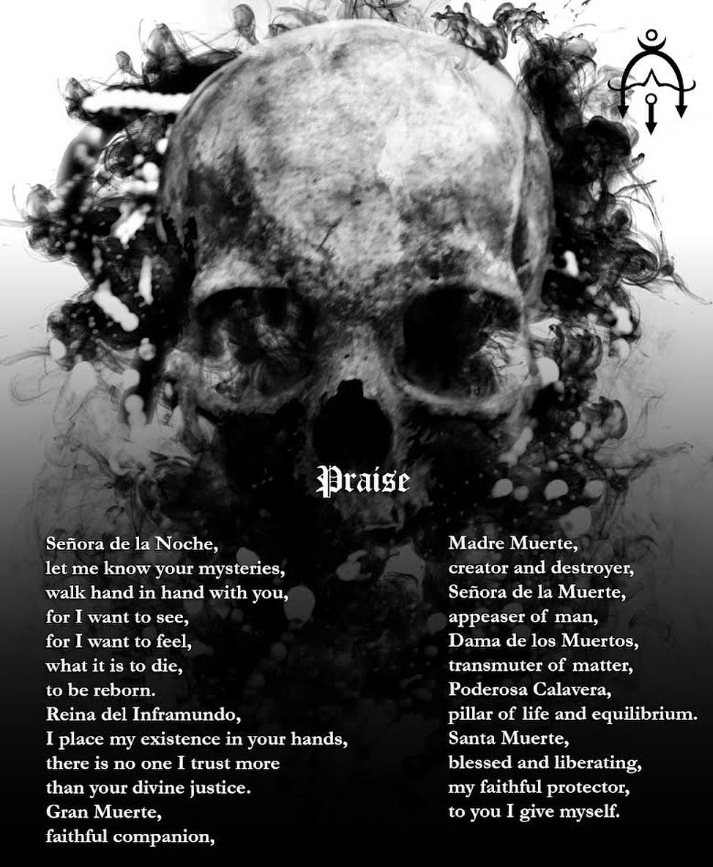 Praise
Señora de la Noche,
let me know your mysteries,
walk hand in hand with you,
for I want to see,
for I want to feel,
what it is to die,
to be reborn.
Reina del Inframundo,
I place my existence in your hands,
there is no one I trust more
than your divine justice.
Gran Muerte,
faithful companion,
Madre Muerte,
creator and destroyer,
Señora de la Muerte,
appeaser of man,
Dama de los Muertos,
transmuter of matter,
Poderosa Calavera,
pillar of life and equilibrium.
Santa Muerte,
blessed and liberating,
my faithful protector,
to you I give myself.